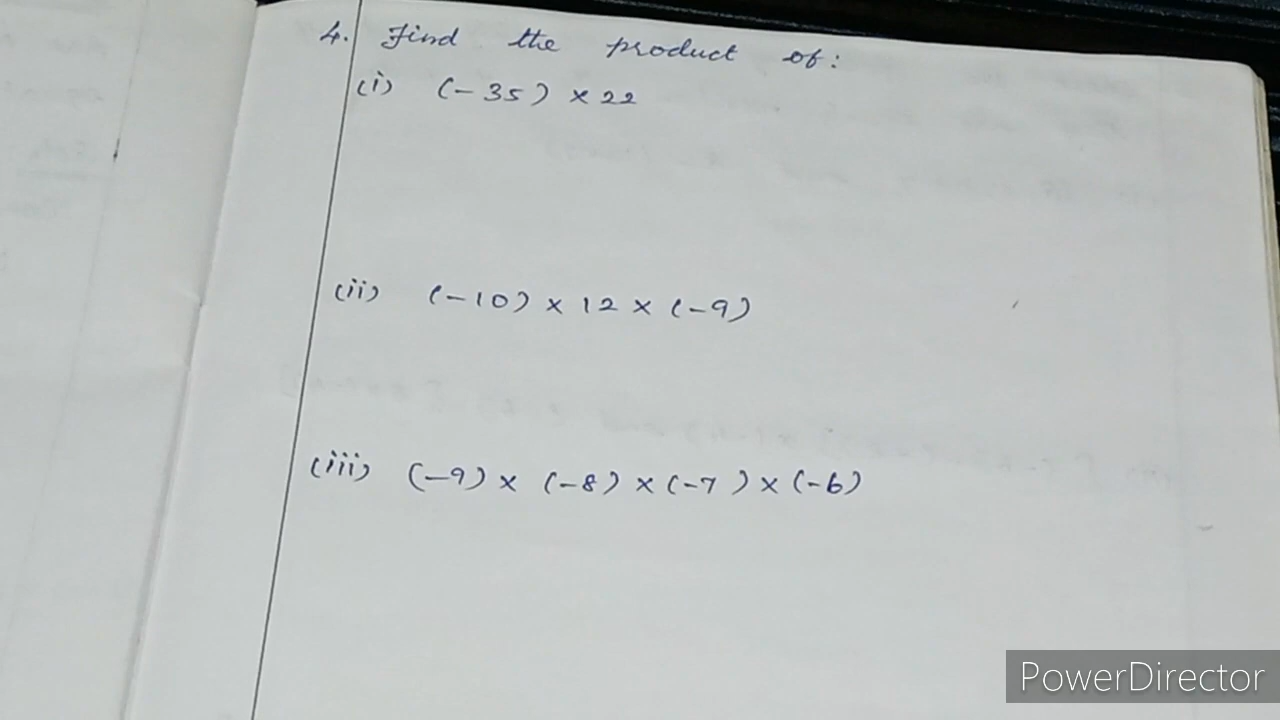 4. Find the product of:
(i) (-35) × 22
(ii) (-10) × 12 × (-9)
(iii) (-9) × (-8) × (-7) × (-6)
PowerDirector